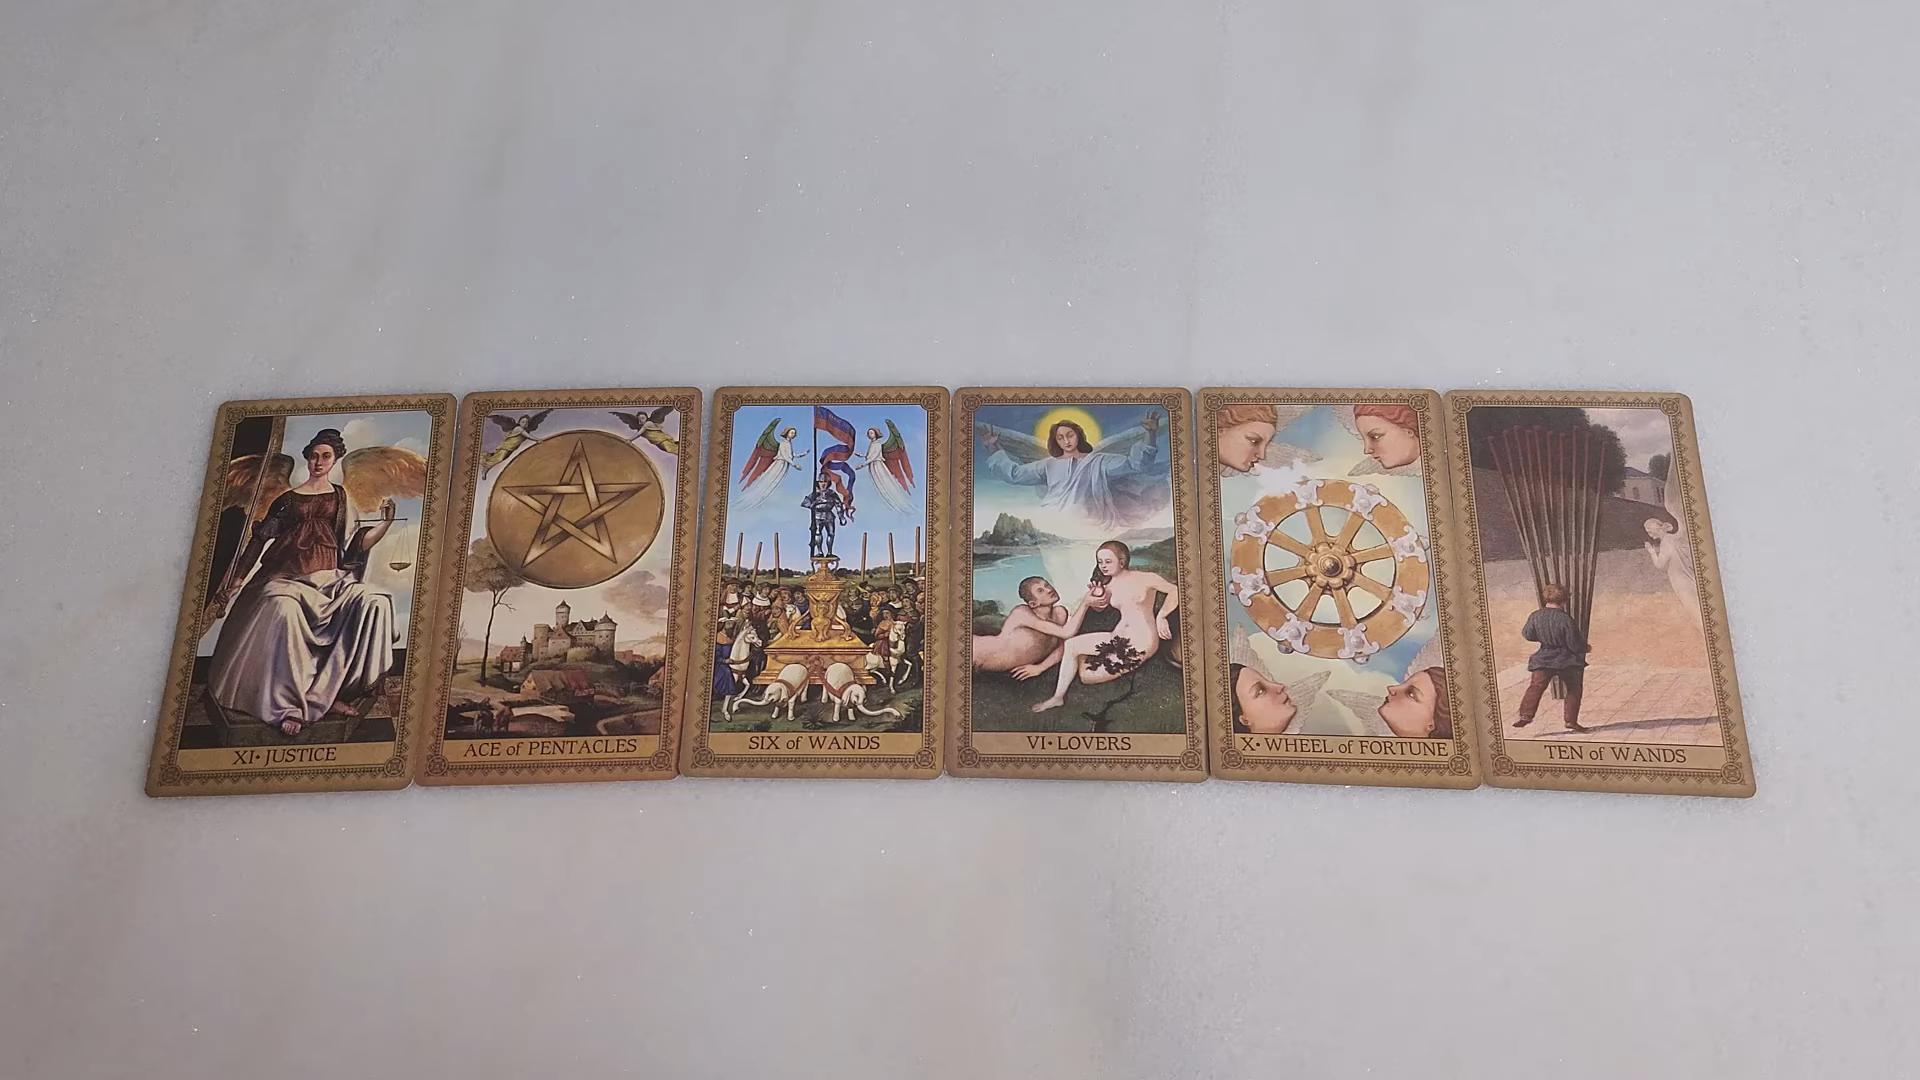 XI• JUSTICE
ACE of PENTACLES
SIX of WANDS
VI• LOVERS
X• WHEEL of FORTUNE
TEN of WANDS